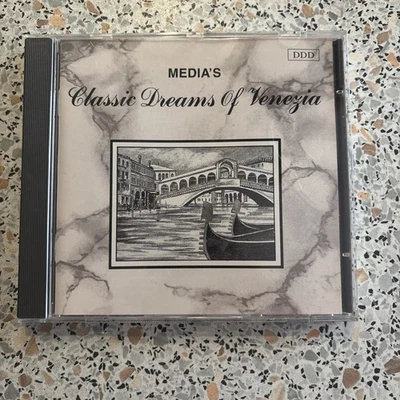 DDD
MEDIA'S
Classic Dreams Of Venezia